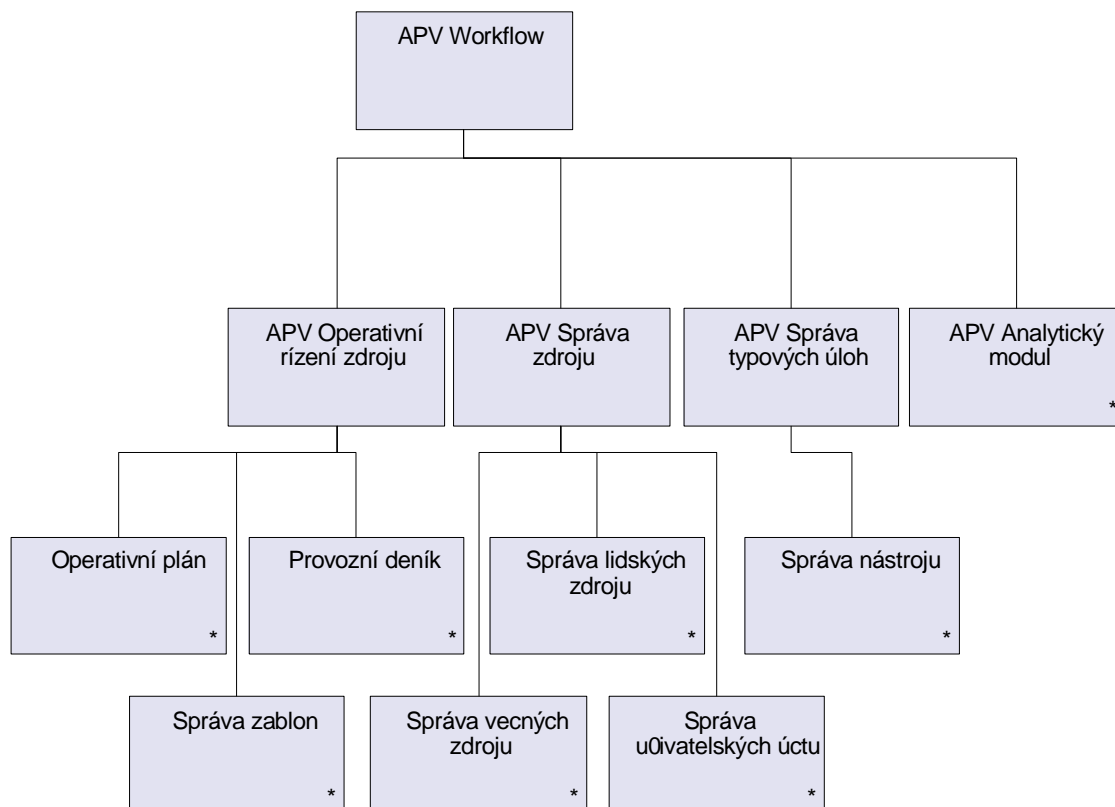 APV Workflow
APV Operativní
rízení zdroju
APV Správa
zdroju
APV Správa
typových úloh
APV Analytický
modul
*
Operativní plán
*
Provozní deník
*
Správa lidských
zdroju
*
Správa nástroju
*
Správa zablon
*
Správa vecných
zdroju
*
Správa
u0ivatelských úctu
*